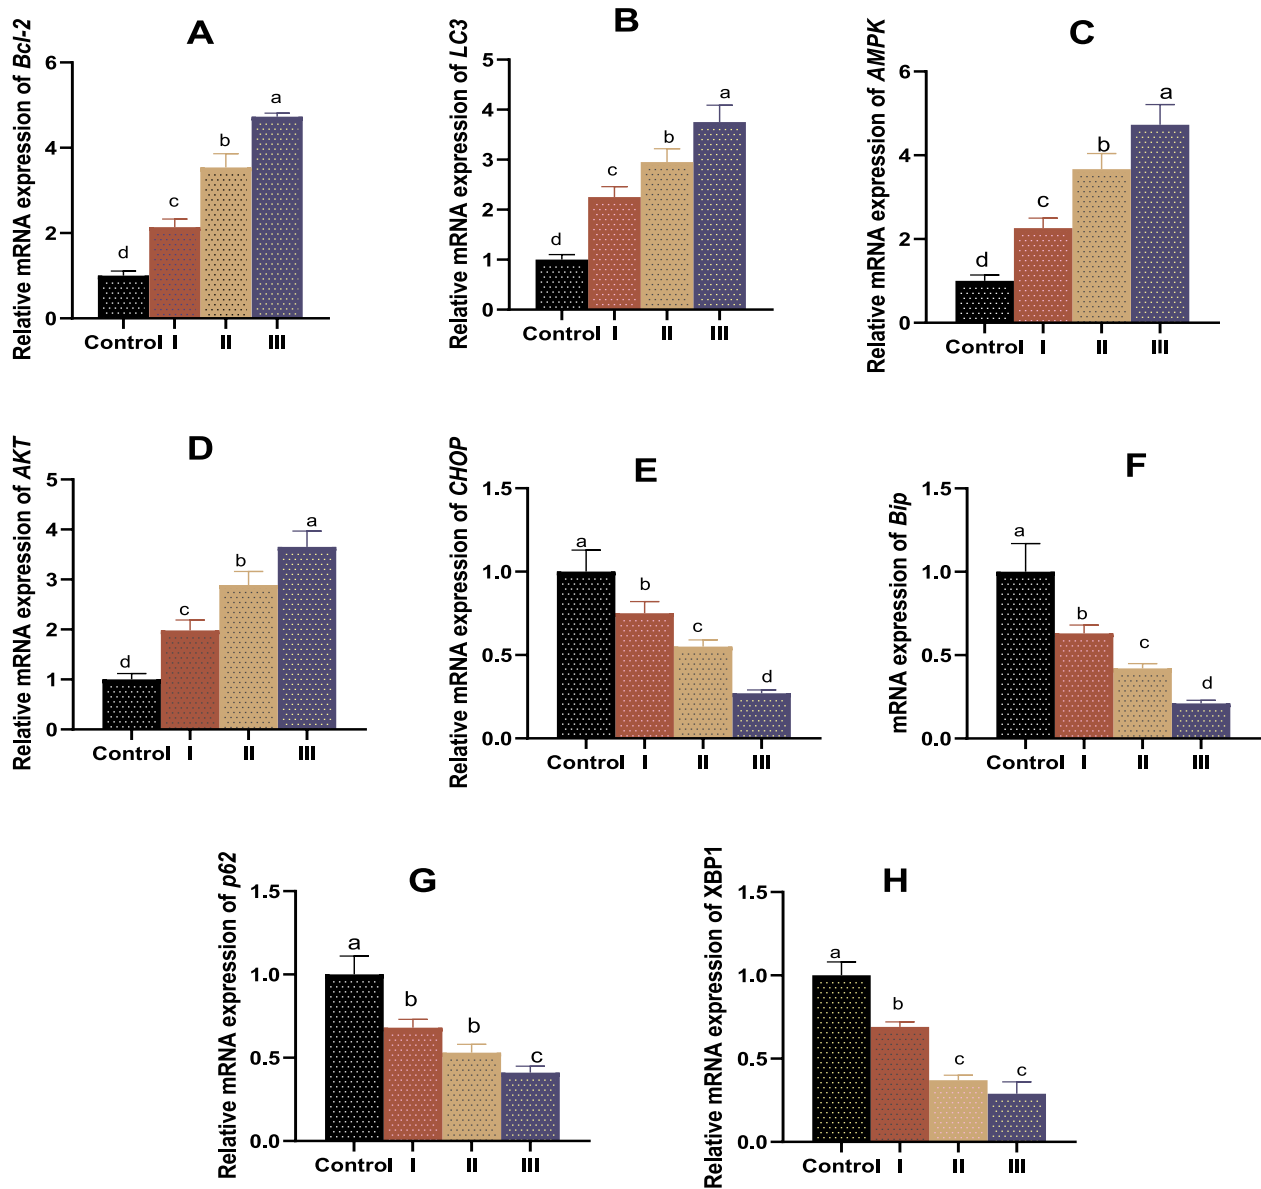 A
Relative mRNA expression of Bcl-2
6
4
2
0
d
c
b
a
Control I II III
B
Relative mRNA expression of LC3
5
4
3
2
1
0
d
c
b
a
Control I II III
C
Relative mRNA expression of AMPK
6
4
2
0
d
c
b
a
Control I II III
D
Relative mRNA expression of AKT
5
4
3
2
1
0
d
c
b
a
Control I II III
E
Relative mRNA expression of CHOP
1.5
1.0
0.5
0.0
a
b
c
d
Control I II III
F
mRNA expression of Bip
1.5
1.0
0.5
0.0
a
b
c
d
Control I II III
G
Relative mRNA expression of p62
1.5
1.0
0.5
0.0
a
b
b
c
Control I II III
H
Relative mRNA expression of XBP1
1.5
1.0
0.5
0.0
a
b
c
c
Control I II III